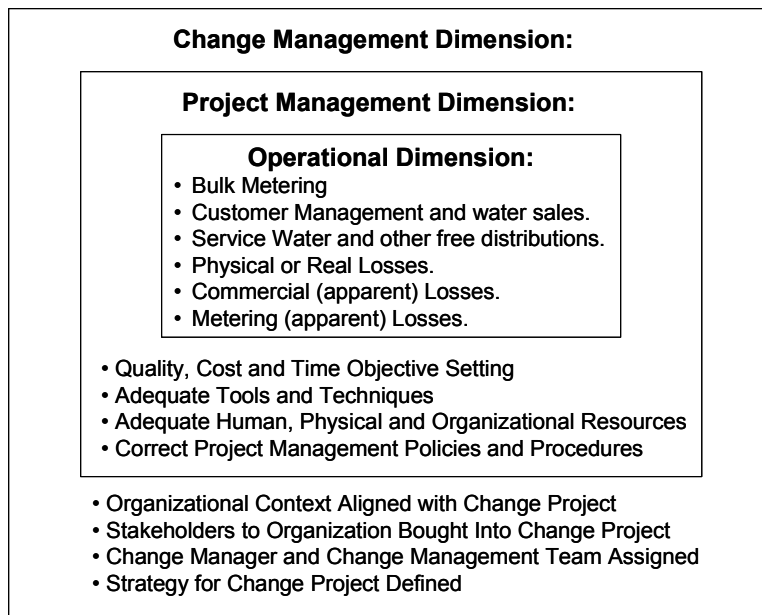 Change Management Dimension:
Project Management Dimension:
Operational Dimension:
• Bulk Metering
• Customer Management and water sales.
• Service Water and other free distributions.
• Physical or Real Losses.
• Commercial (apparent) Losses.
• Metering (apparent) Losses.
• Quality, Cost and Time Objective Setting
• Adequate Tools and Techniques
• Adequate Human, Physical and Organizational Resources
• Correct Project Management Policies and Procedures
• Organizational Context Aligned with Change Project
• Stakeholders to Organization Bought Into Change Project
• Change Manager and Change Management Team Assigned
• Strategy for Change Project Defined